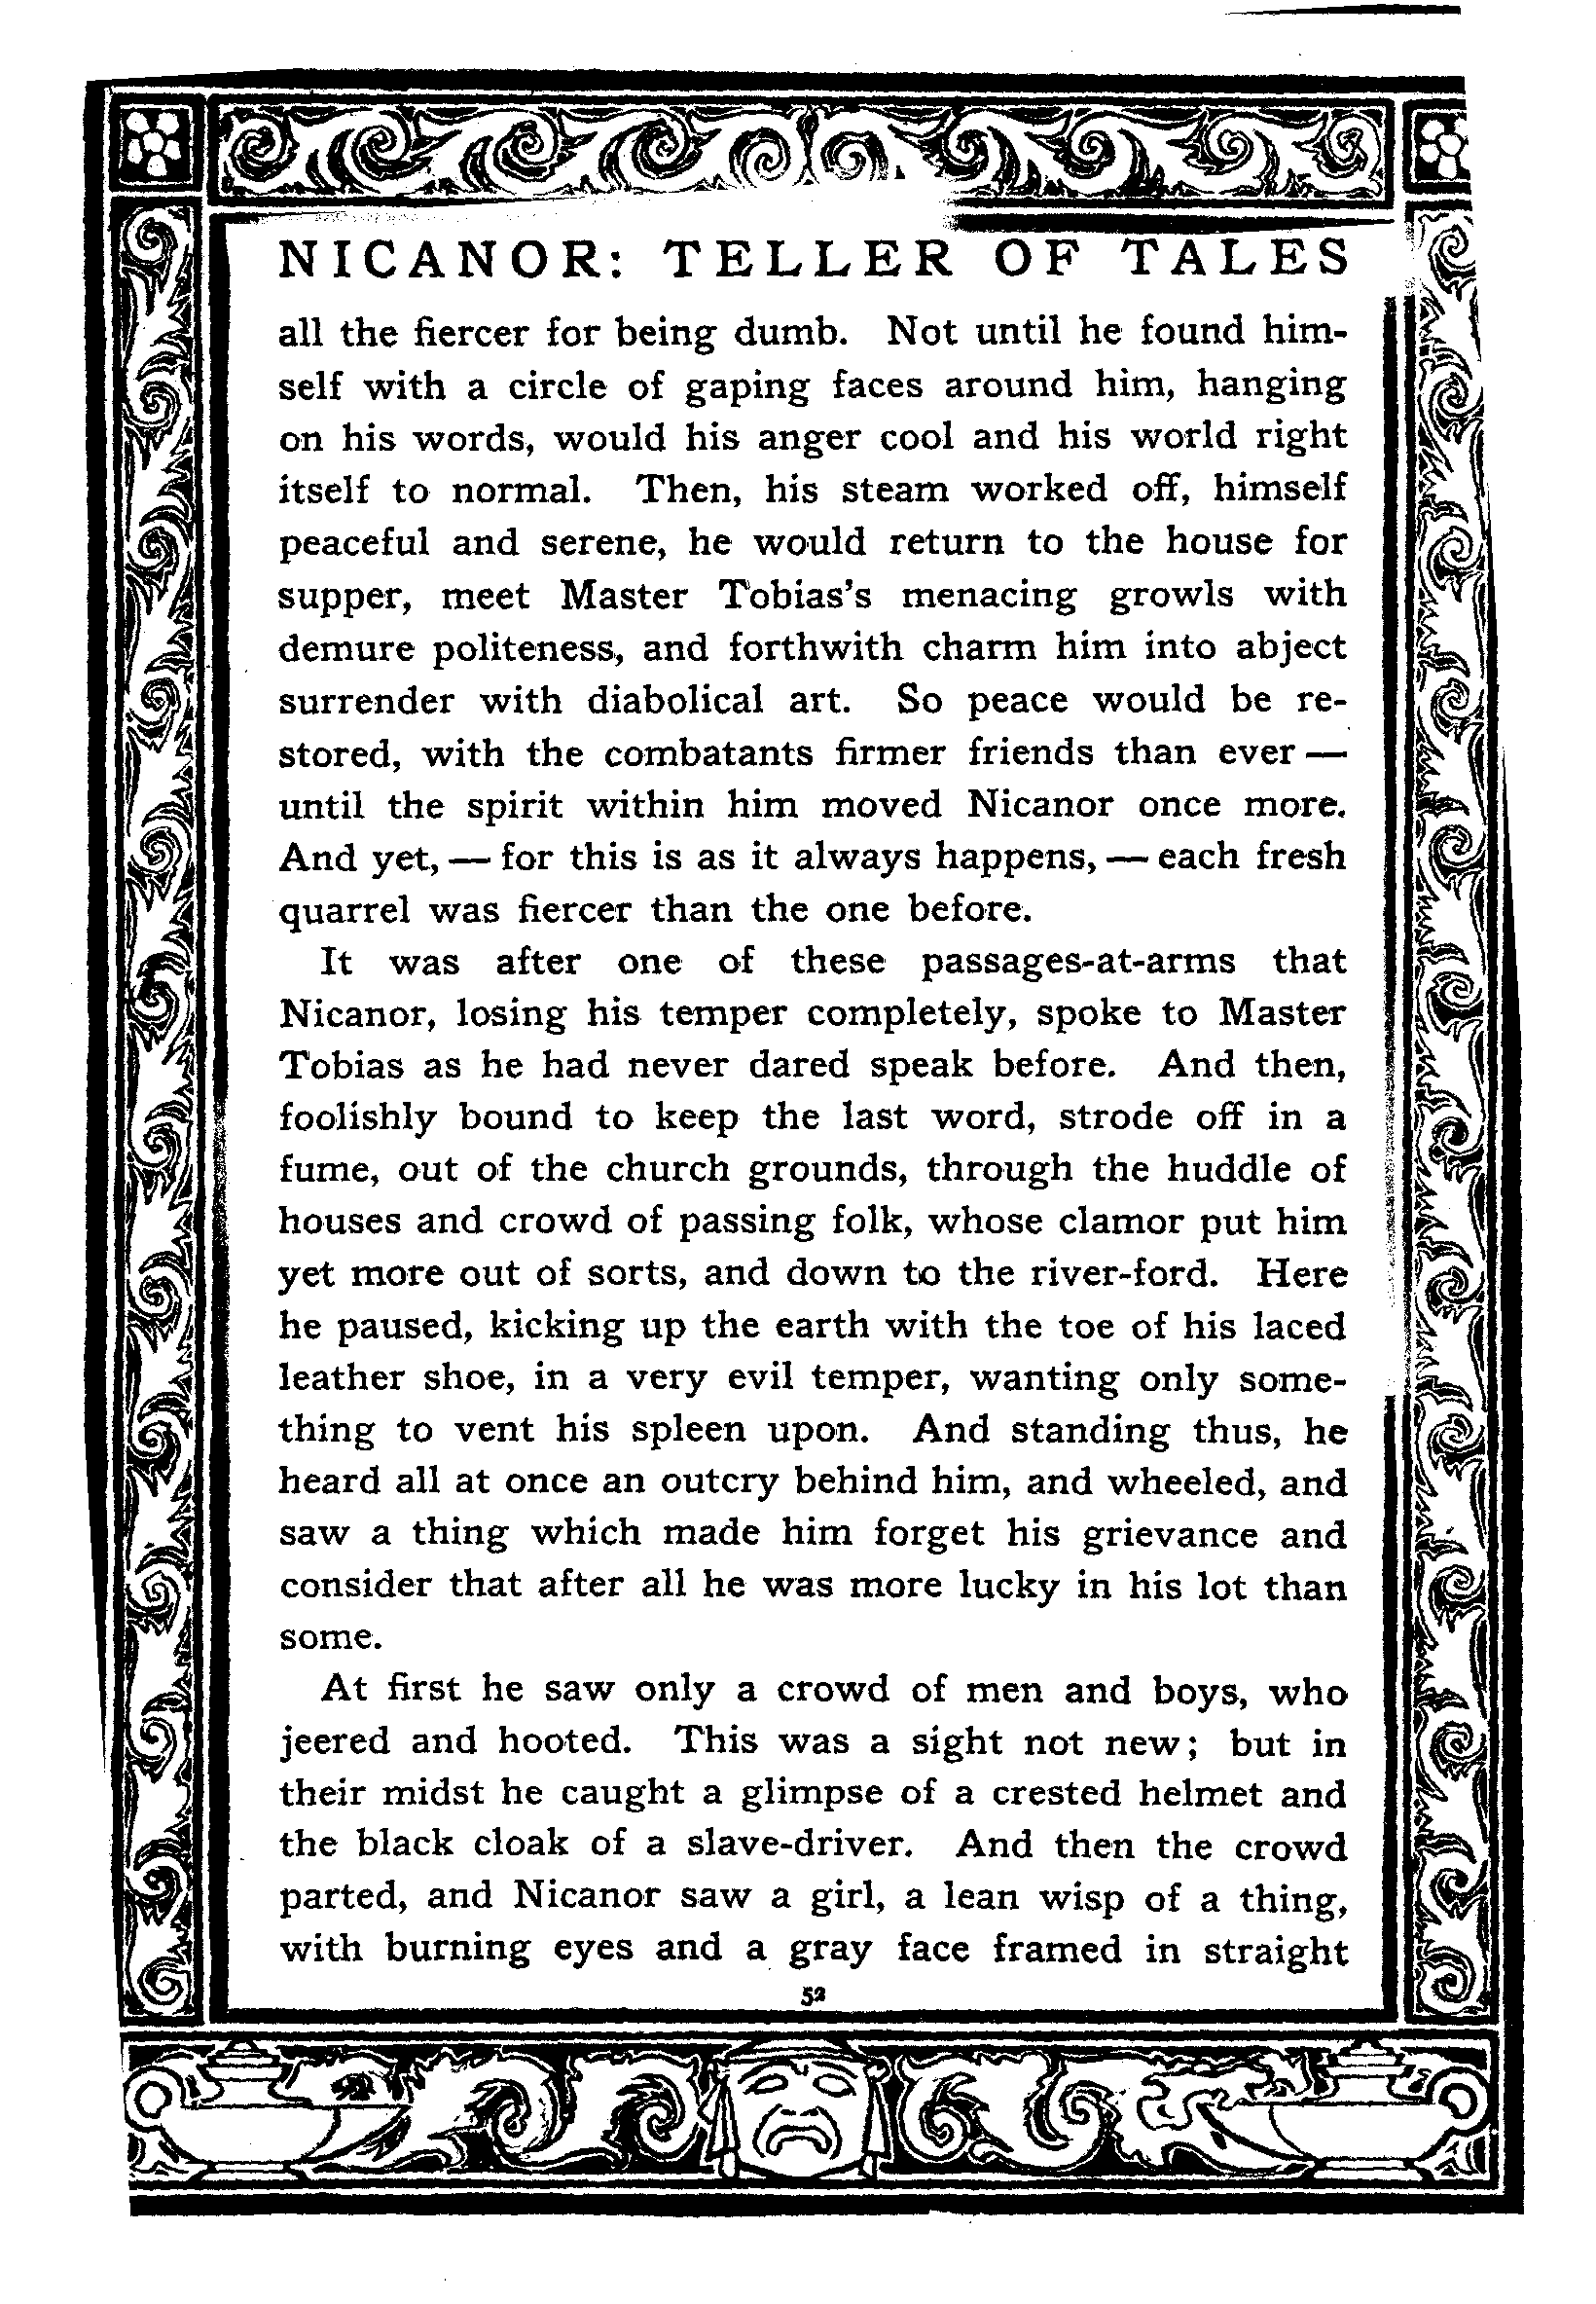 NICANOR: TELLER OF TALES
all the fiercer for being dumb. Not until he found him-
self with a circle of gaping faces around him, hanging
on his words, would his anger cool and his world right
itself to normal. Then, his steam worked off, himself
peaceful and serene, he would return to the house for
supper, meet Master Tobias's menacing growls with
demure politeness, and forthwith charm him into abject
surrender with diabolical art. So peace would be re-
stored, with the combatants firmer friends than ever —
until the spirit within him moved Nicanor once more.
And yet, — for this is as it always happens, — each fresh
quarrel was fiercer than the one before.
It was after one of these passages-at-arms that
Nicanor, losing his temper completely, spoke to Master
Tobias as he had never dared speak before. And then,
foolishly bound to keep the last word, strode off in a
fume, out of the church grounds, through the huddle of
houses and crowd of passing folk, whose clamor put him
yet more out of sorts, and down to the river-ford. Here
he paused, kicking up the earth with the toe of his laced
leather shoe, in a very evil temper, wanting only some-
thing to vent his spleen upon. And standing thus, he
heard all at once an outcry behind him, and wheeled, and
saw a thing which made him forget his grievance and
consider that after all he was more lucky in his lot than
some.
At first he saw only a crowd of men and boys, who
jeered and hooted. This was a sight not new; but in
their midst he caught a glimpse of a crested helmet and
the black cloak of a slave-driver. And then the crowd
parted, and Nicanor saw a girl, a lean wisp of a thing,
with burning eyes and a gray face framed in straight
52